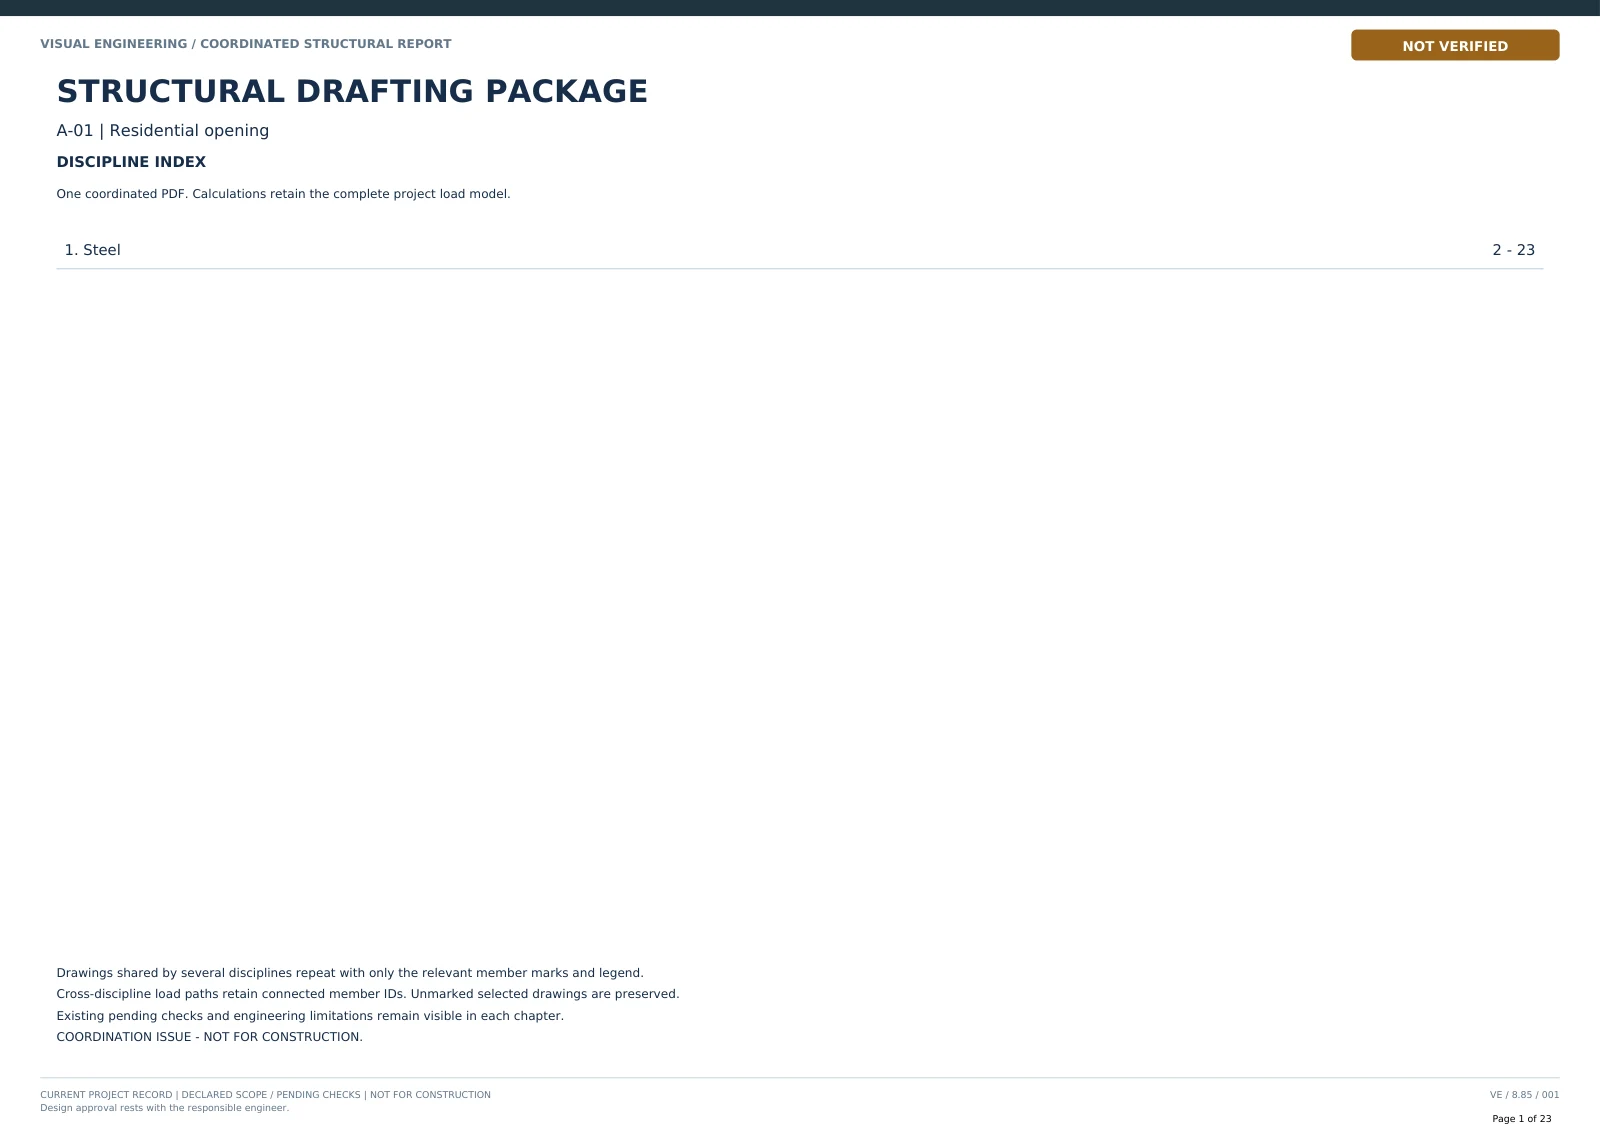 VISUAL ENGINEERING / COORDINATED STRUCTURAL REPORT
NOT VERIFIED
STRUCTURAL DRAFTING PACKAGE
A-01 | Residential opening
DISCIPLINE INDEX
One coordinated PDF. Calculations retain the complete project load model.
1. Steel 2 - 23
Drawings shared by several disciplines repeat with only the relevant member marks and legend.
Cross-discipline load paths retain connected member IDs. Unmarked selected drawings are preserved.
Existing pending checks and engineering limitations remain visible in each chapter.
COORDINATION ISSUE - NOT FOR CONSTRUCTION.
CURRENT PROJECT RECORD | DECLARED SCOPE / PENDING CHECKS | NOT FOR CONSTRUCTION
VE / 8.85 / 001
Design approval rests with the responsible engineer.
Page 1 of 23